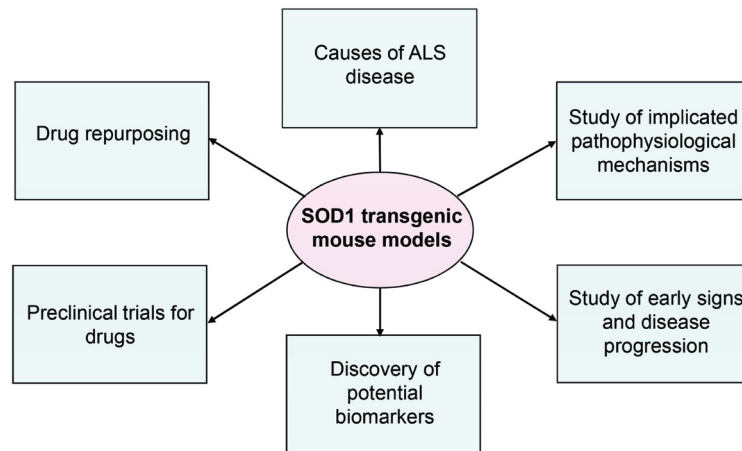 Causes of ALS
disease
Drug repurposing
Study of implicated
pathophysiological
mechanisms
SOD1 transgenic
mouse models
Preclinical trials for
drugs
Study of early signs
and disease
progression
Discovery of
potential
biomarkers